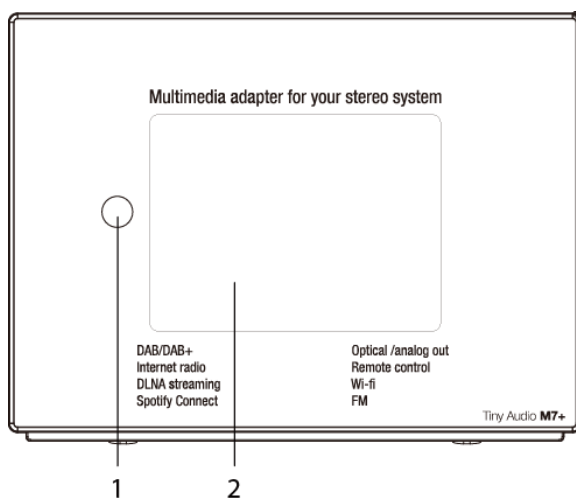 Multimedia adapter for your stereo system
DAB/DAB+
Internet radio
DLNA streaming
Spotify Connect
Optical /analog out
Remote control
Wi-fi
FM
Tiny Audio M7+
1
2